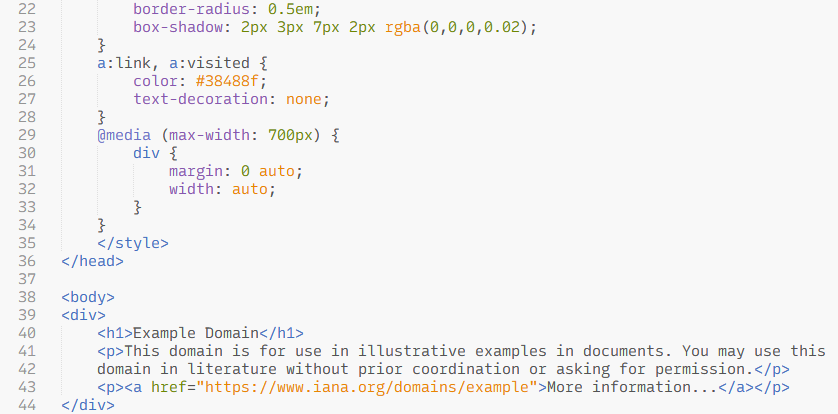 22 border-radius: 0.5em;
23 box-shadow: 2px 3px 7px 2px rgba(0,0,0,0.02);
24 }
25 a:link, a:visited {
26 color: #38488f;
27 text-decoration: none;
28 }
29 @media (max-width: 700px) {
30 div {
31 margin: 0 auto;
32 width: auto;
33 }
34 }
35 </style>
36 </head>
37
38 <body>
39 <div>
40 <h1>Example Domain</h1>
41 <p>This domain is for use in illustrative examples in documents. You may use this
42 domain in literature without prior coordination or asking for permission.</p>
43 <p><a href="https://www.iana.org/domains/example">More information...</a></p>
44 </div>